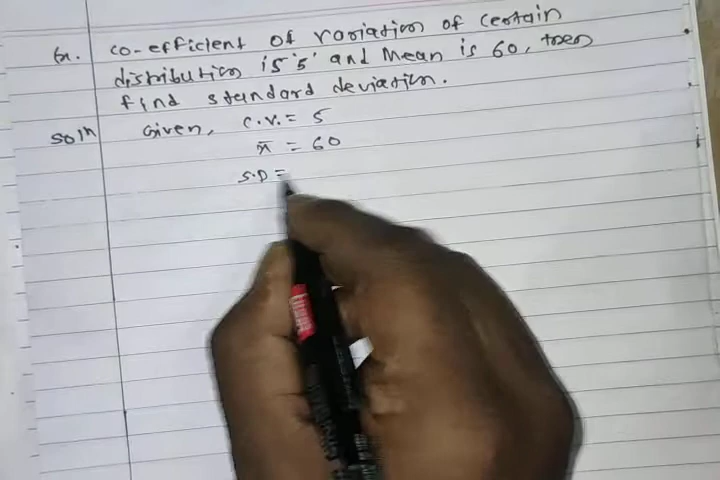 Ex. co-efficient of variation of certain
distribution is '5' and Mean is 60, then
find standard deviation.
Soln Given, C.V. = 5
x̄ = 60
S.D =